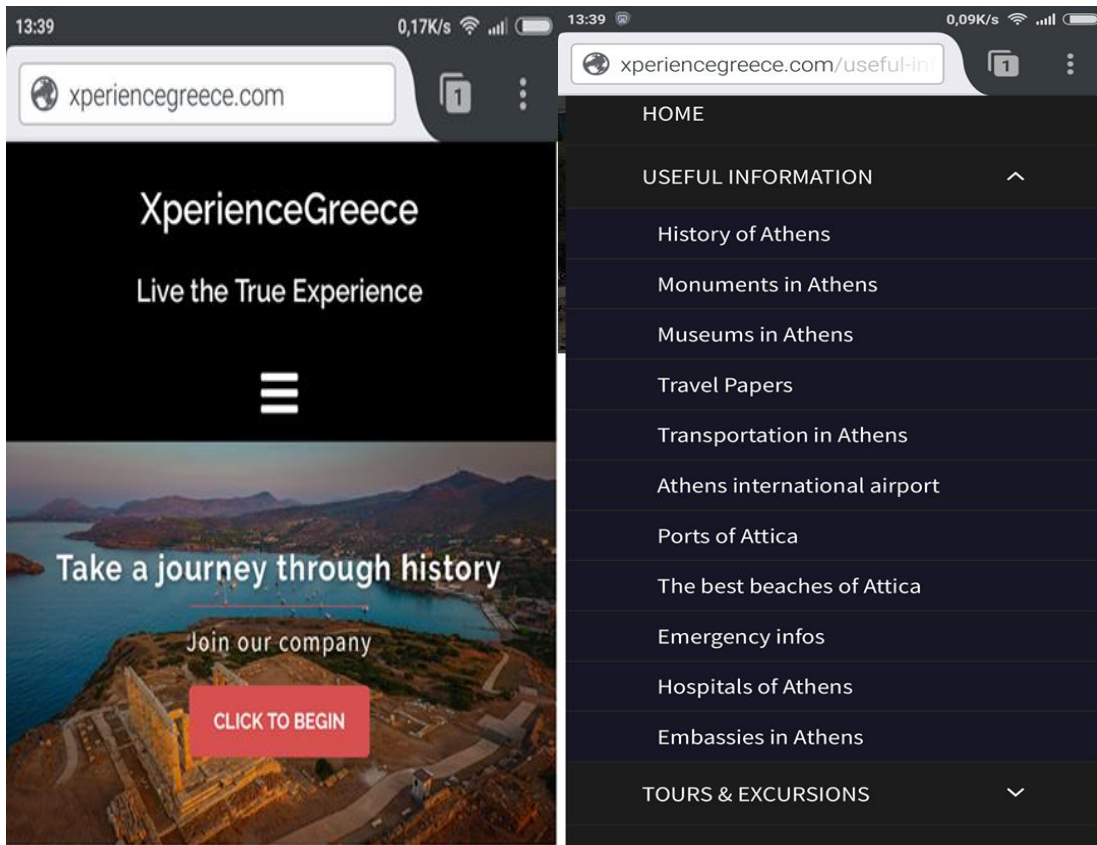 13:39
0,17K/s
xperiencegreece.com
1
XperienceGreece
Live the True Experience
Take a journey through history
Join our company
CLICK TO BEGIN
13:39
0,09K/s
xperiencegreece.com/useful-in
1
HOME
USEFUL INFORMATION
History of Athens
Monuments in Athens
Museums in Athens
Travel Papers
Transportation in Athens
Athens international airport
Ports of Attica
The best beaches of Attica
Emergency infos
Hospitals of Athens
Embassies in Athens
TOURS & EXCURSIONS